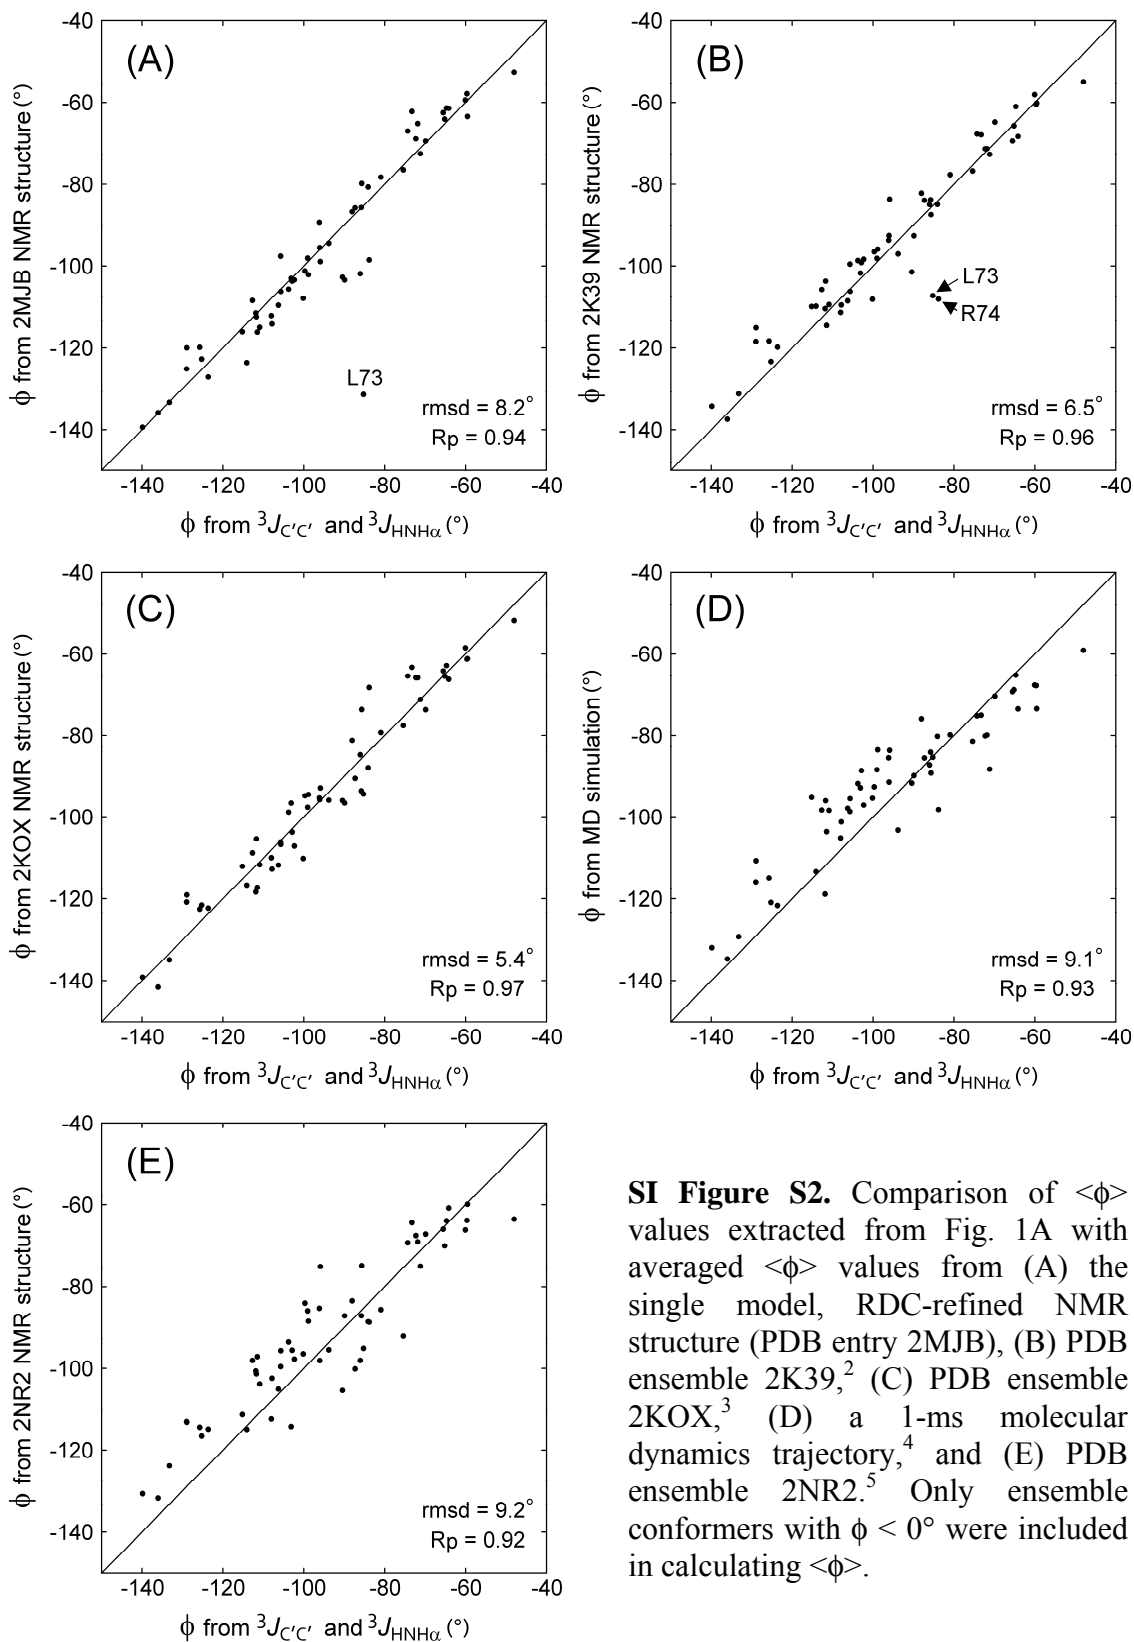 (A)
-40
-60
-80
-100
-120
-140
ϕ from 2MJB NMR structure (°)
L73
rmsd = 8.2°
Rp = 0.94
-140 -120 -100 -80 -60 -40
ϕ from ³J_C'C' and ³J_HNHα (°)
(B)
-40
-60
-80
-100
-120
-140
ϕ from 2K39 NMR structure (°)
L73
R74
rmsd = 6.5°
Rp = 0.96
-140 -120 -100 -80 -60 -40
ϕ from ³J_C'C' and ³J_HNHα (°)
(C)
-40
-60
-80
-100
-120
-140
ϕ from 2KOX NMR structure (°)
rmsd = 5.4°
Rp = 0.97
-140 -120 -100 -80 -60 -40
ϕ from ³J_C'C' and ³J_HNHα (°)
(D)
-40
-60
-80
-100
-120
-140
ϕ from MD simulation (°)
rmsd = 9.1°
Rp = 0.93
-140 -120 -100 -80 -60 -40
ϕ from ³J_C'C' and ³J_HNHα (°)
(E)
-40
-60
-80
-100
-120
-140
ϕ from 2NR2 NMR structure (°)
rmsd = 9.2°
Rp = 0.92
-140 -120 -100 -80 -60 -40
ϕ from ³J_C'C' and ³J_HNHα (°)
SI Figure S2. Comparison of <ϕ>
values extracted from Fig. 1A with
averaged <ϕ> values from (A) the
single model, RDC-refined NMR
structure (PDB entry 2MJB), (B) PDB
ensemble 2K39,² (C) PDB ensemble
2KOX,³ (D) a 1-ms molecular
dynamics trajectory,⁴ and (E) PDB
ensemble 2NR2.⁵ Only ensemble
conformers with ϕ < 0° were included
in calculating <ϕ>.